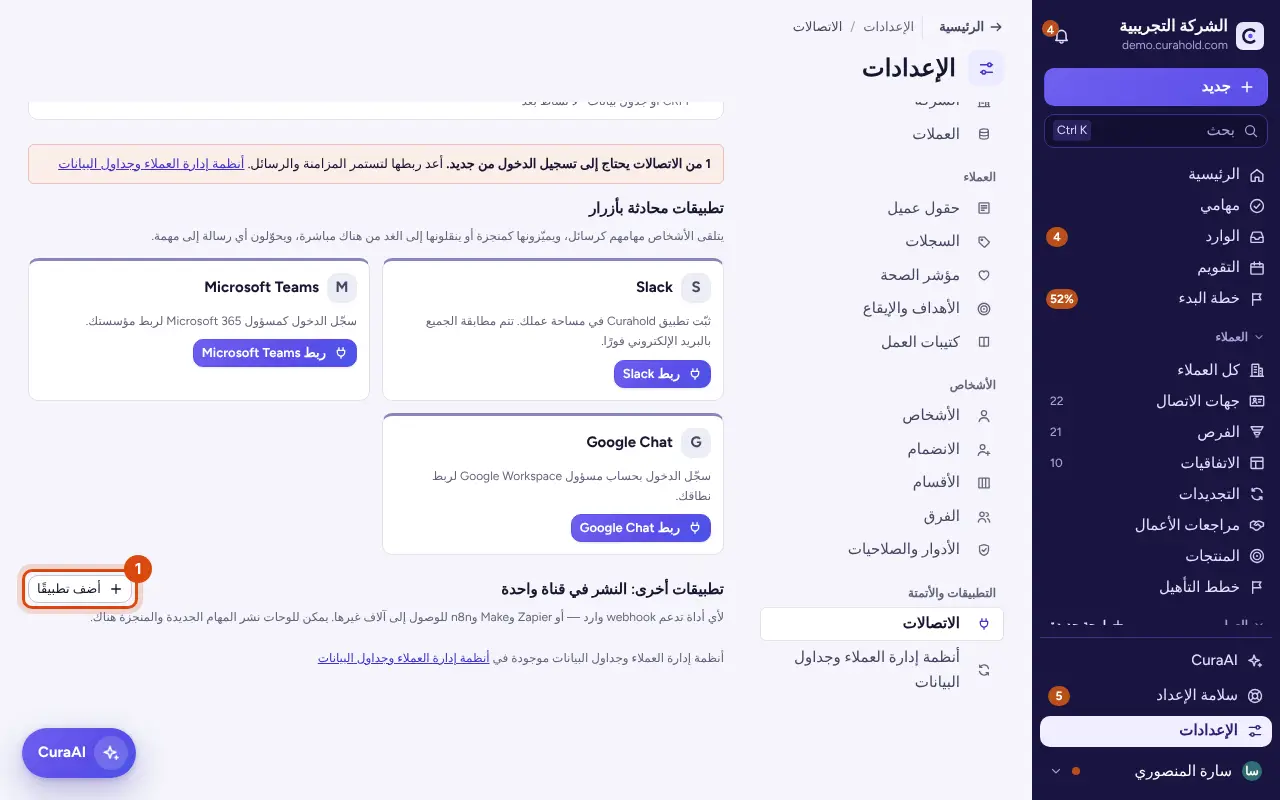 الشركة التجريبية
demo.curahold.com
4
جديد
بحث
Ctrl K
الرئيسية
مهامي
الوارد
4
التقويم
خطة البدء
52%
العملاء
كل العملاء
جهات الاتصال
22
الفرص
21
الاتفاقيات
10
التجديدات
مراجعات الأعمال
المنتجات
خطط التأهيل
CuraAI
سلامة الإعداد
5
الإعدادات
سا
سارة المنصوري
الرئيسية
الإعدادات / الاتصالات
الإعدادات
العملات
العملاء
حقول عميل
السجلات
مؤشر الصحة
الأهداف والإيقاع
كتيبات العمل
الأشخاص
الأشخاص
الانضمام
الأقسام
الفرق
الأدوار والصلاحيات
التطبيقات والأتمتة
الاتصالات
أنظمة إدارة العملاء وجداول
البيانات
1 من الاتصالات يحتاج إلى تسجيل الدخول من جديد. أعد ربطها لتستمر المزامنة والرسائل. أنظمة إدارة العملاء وجداول البيانات
تطبيقات محادثة بأزرار
يتلقى الأشخاص مهامهم كرسائل، ويميّزونها كمنجزة أو ينقلونها إلى الغد من هناك مباشرة، ويحوّلون أي رسالة إلى مهمة.
S
Slack
ثبّت تطبيق Curahold في مساحة عملك. تتم مطابقة الجميع
بالبريد الإلكتروني فورًا.
ربط Slack
M
Microsoft Teams
سجّل الدخول كمسؤول Microsoft 365 لربط مؤسستك.
ربط Microsoft Teams
G
Google Chat
سجّل الدخول بحساب مسؤول Google Workspace لربط
نطاقك.
ربط Google Chat
تطبيقات أخرى: النشر في قناة واحدة
1
أضف تطبيقًا
لأي أداة تدعم webhook وارد — أو Zapier وMake وn8n للوصول إلى آلاف غيرها. يمكن للوحات نشر المهام الجديدة والمنجزة هناك.
أنظمة إدارة العملاء وجداول البيانات موجودة في أنظمة إدارة العملاء وجداول البيانات
CuraAI